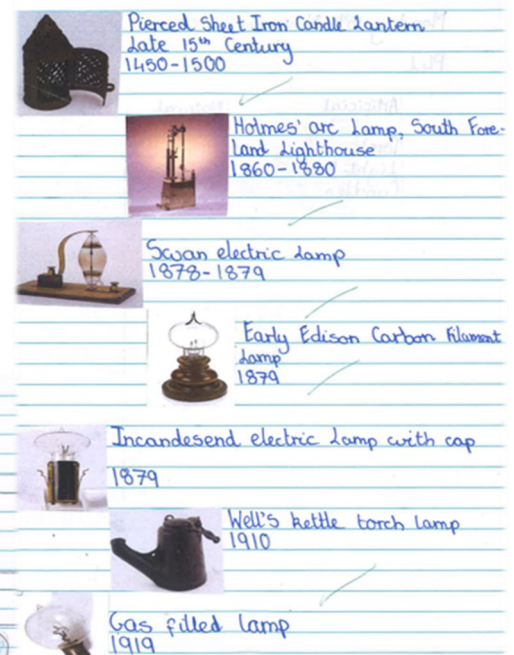 Pierced Sheet Iron Candle Lantern
Late 15th Century
1450-1500
Holmes' arc Lamp, South Fore-
land Lighthouse
1860-1880
Swan electric Lamp
1878-1879
Early Edison Carbon Filament
Lamp
1879
Incandesend electric Lamp with cap
1879
Well's kettle torch lamp
1910
Gas filled lamp
1919